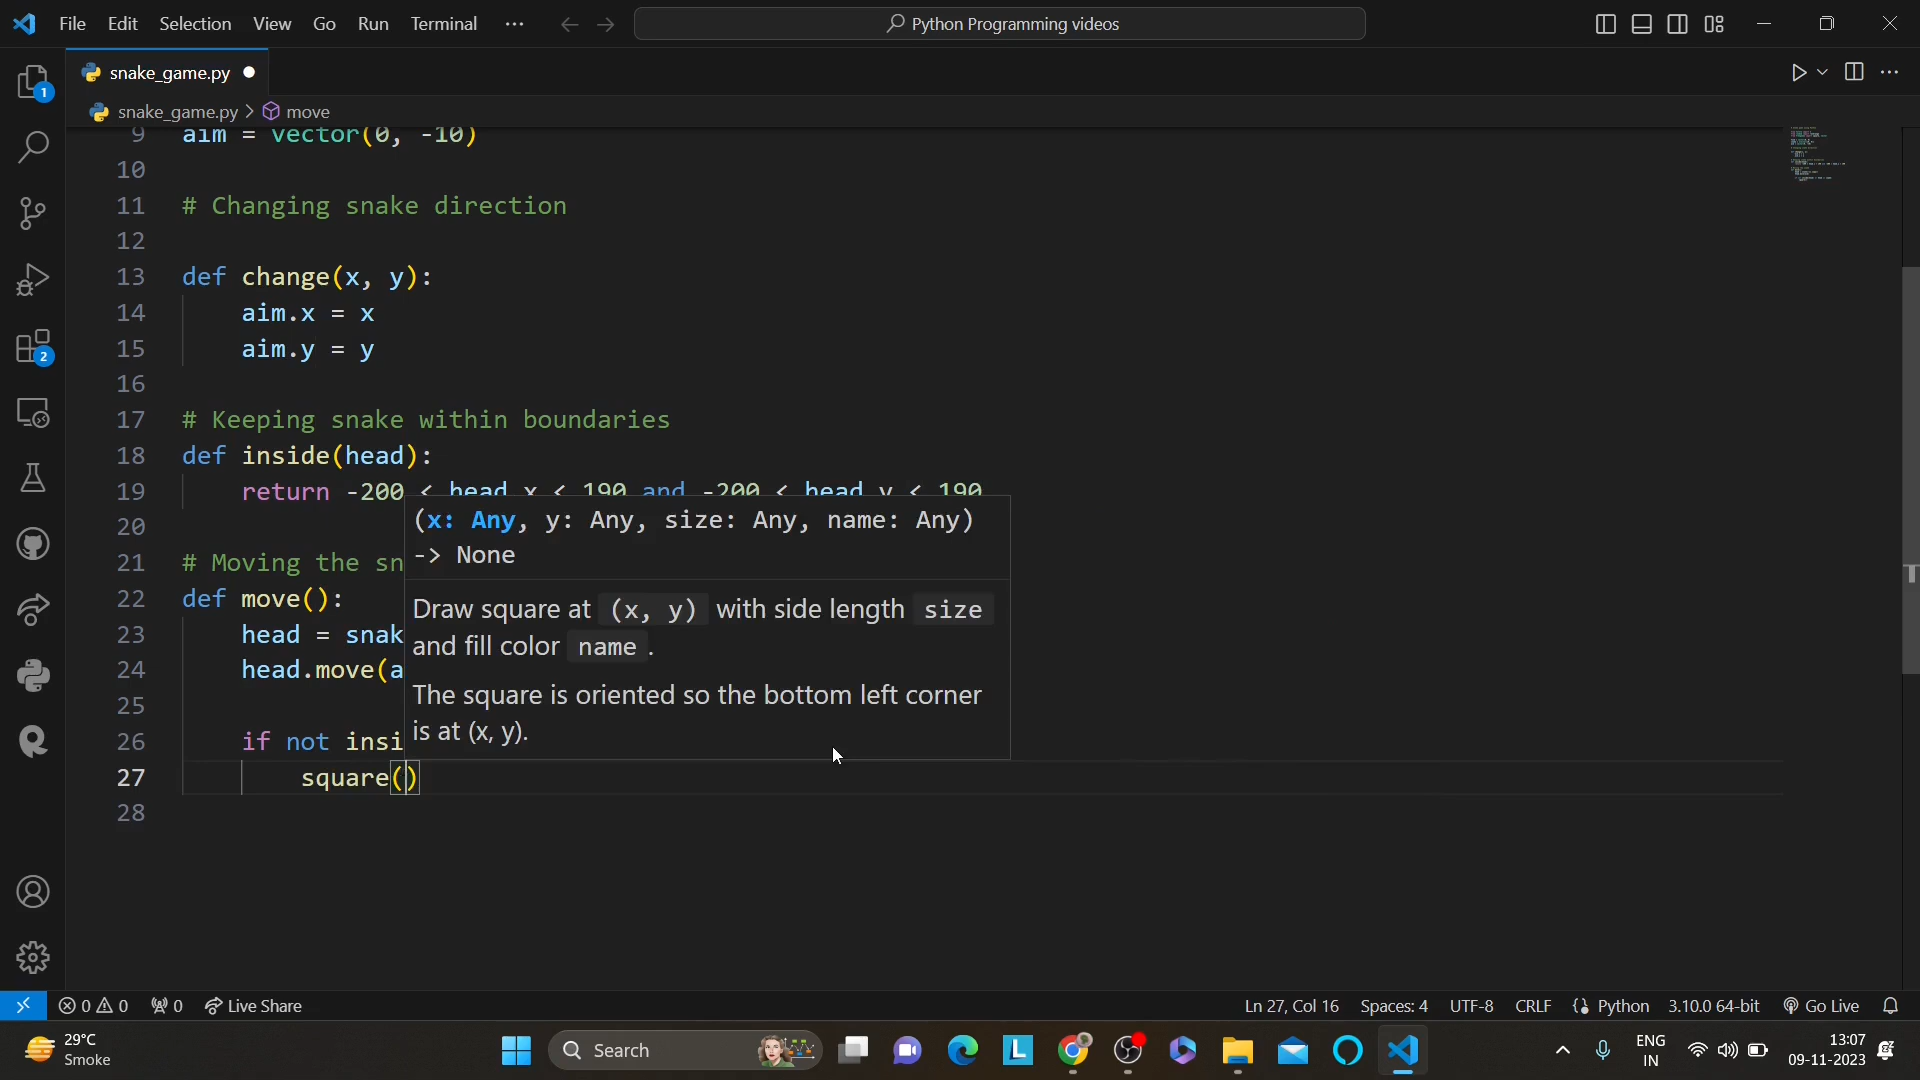 File Edit Selection View Go Run Terminal ··· Python Programming videos
snake_game.py
snake_game.py > move
1
2
9 aim = vector(0, -10)
10
11 # Changing snake direction
12
13 def change(x, y):
14 aim.x = x
15 aim.y = y
16
17 # Keeping snake within boundaries
18 def inside(head):
19 return -200 < head.x < 190 and -200 < head.y < 190
20
21 # Moving the sn
22 def move():
23 head = snak
24 head.move(a
25
26 if not insi
27 square()
28
(x: Any, y: Any, size: Any, name: Any)
-> None
Draw square at (x, y) with side length size
and fill color name .
The square is oriented so the bottom left corner
is at (x, y).
0 0 0 Live Share Ln 27, Col 16 Spaces: 4 UTF-8 CRLF {} Python 3.10.0 64-bit Go Live
29°C
Smoke
Search
L
ENG
IN
13:07
09-11-2023